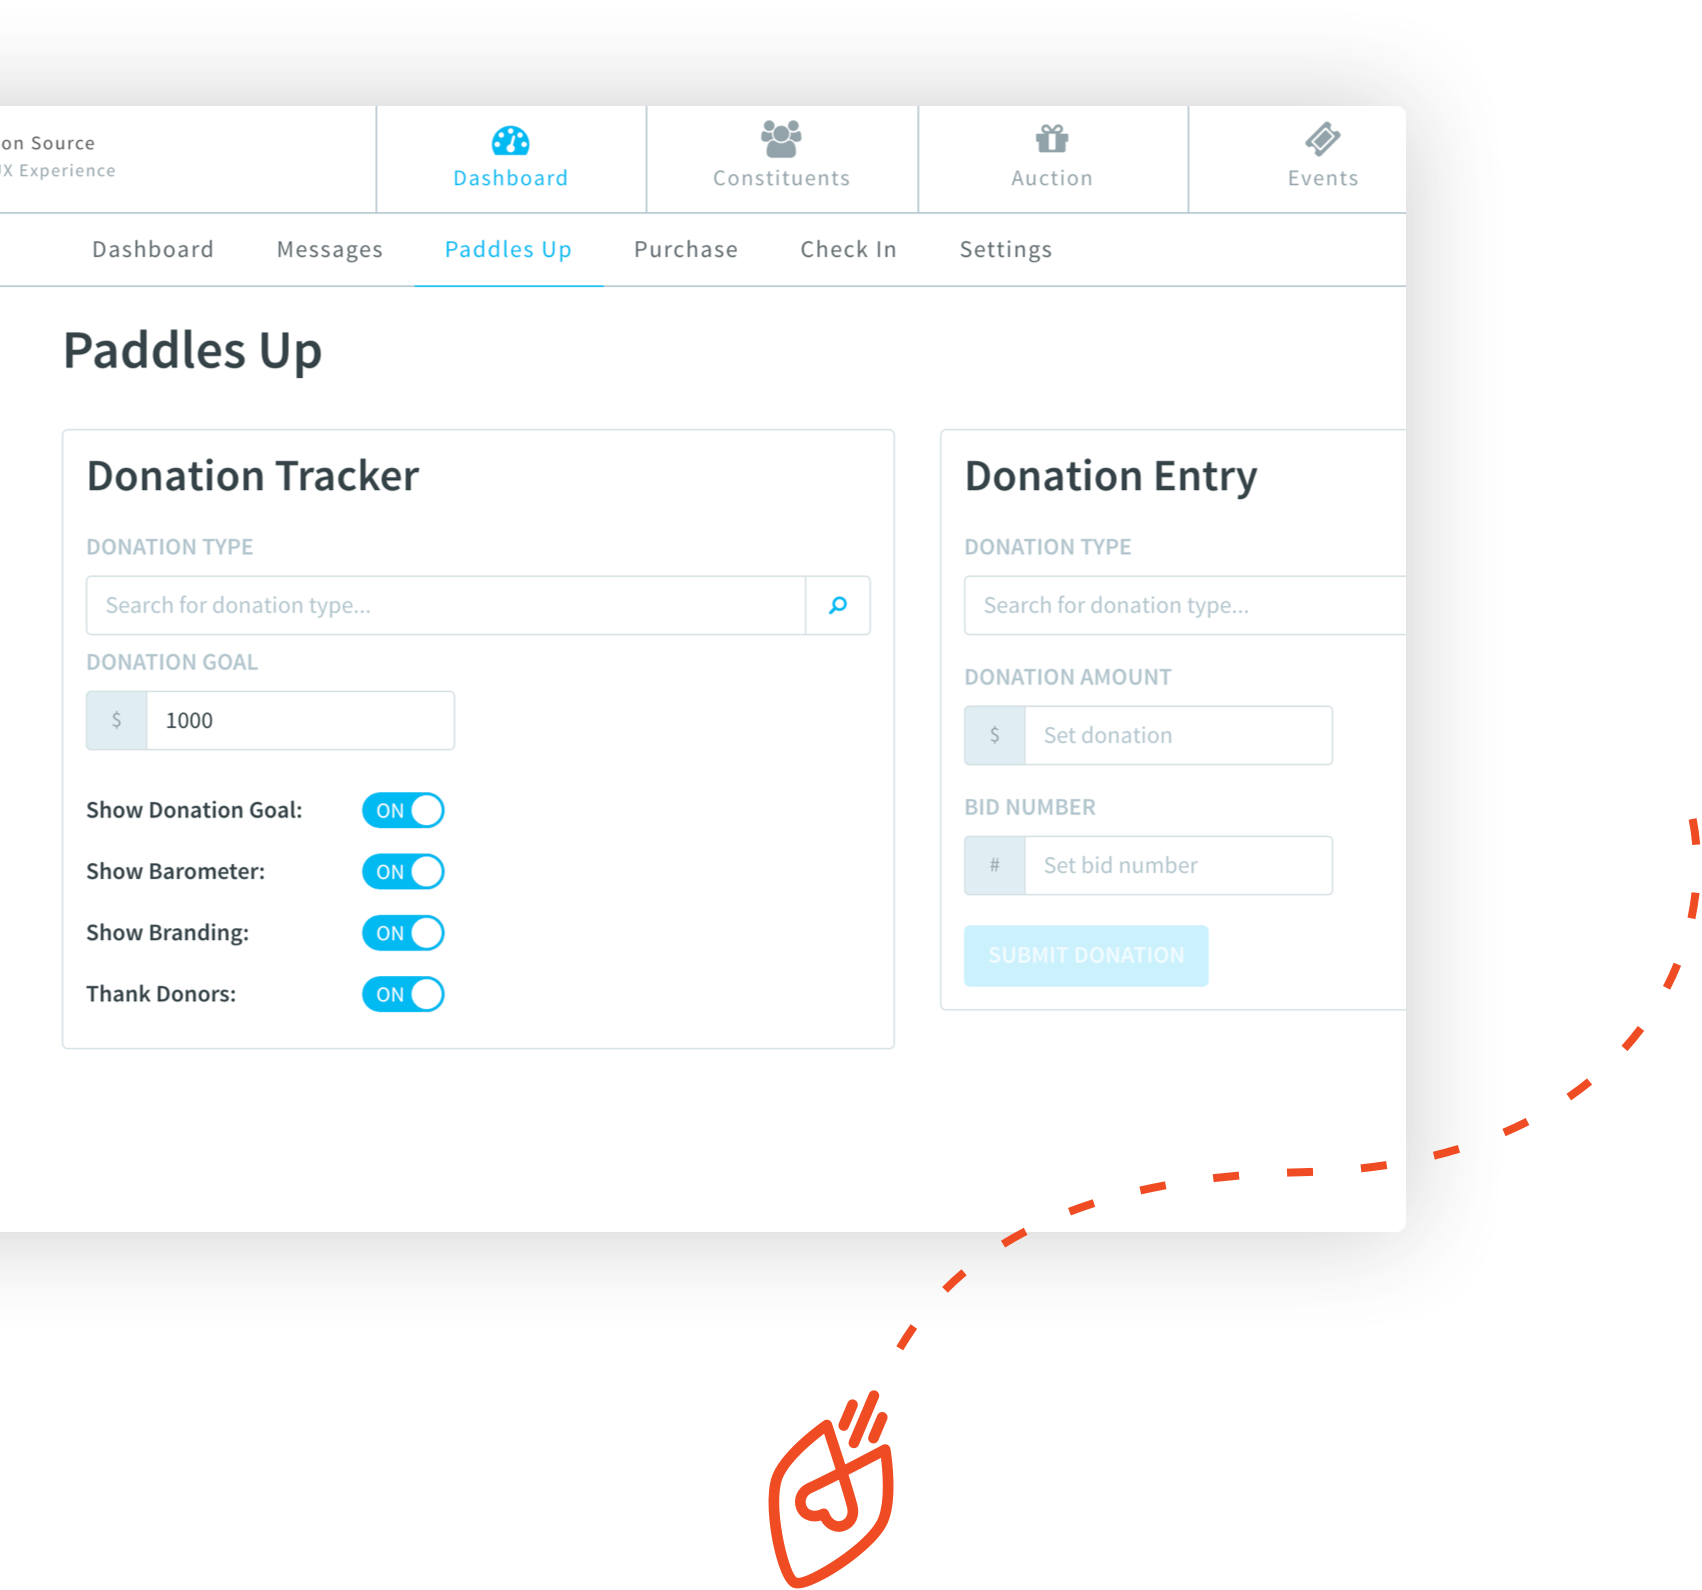 on Source
UX Experience
Dashboard
Constituents
Auction
Events
Dashboard Messages Paddles Up Purchase Check In Settings
Paddles Up
Donation Tracker
DONATION TYPE
Search for donation type...
DONATION GOAL
$ 1000
Show Donation Goal: ON
Show Barometer: ON
Show Branding: ON
Thank Donors: ON
Donation Entry
DONATION TYPE
Search for donation type...
DONATION AMOUNT
$ Set donation
BID NUMBER
# Set bid number
SUBMIT DONATION